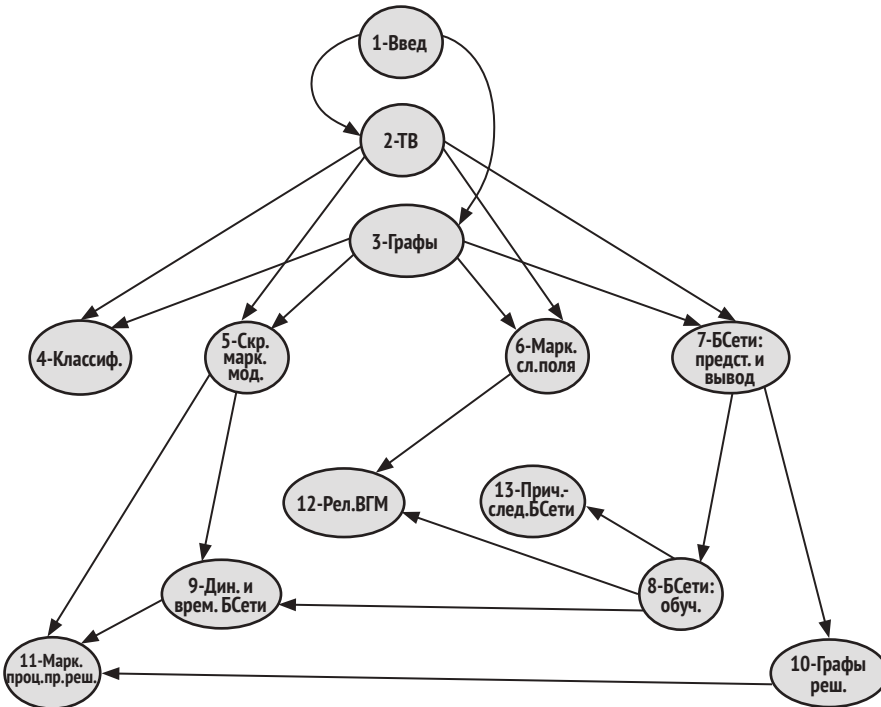 1-Введ
2-ТВ
3-Графы
4-Классиф.
5-Скр.
марк.
мод.
6-Марк.
сл.поля
7-БСети:
предст. и
вывод
12-Рел.ВГМ
13-Прич.-
след.БСети
9-Дин. и
врем. БСети
8-БСети:
обуч.
11-Марк.
проц.пр.реш.
10-Графы
реш.